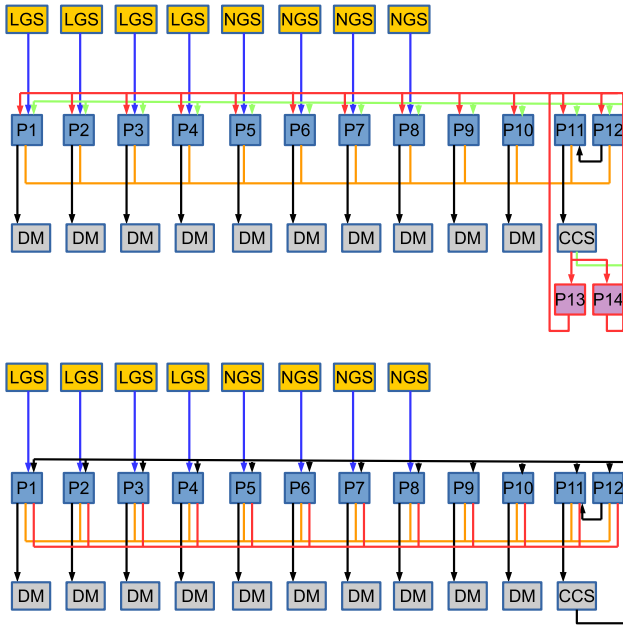 LGS LGS LGS LGS NGS NGS NGS NGS
P1 P2 P3 P4 P5 P6 P7 P8 P9 P10 P11 P12
DM DM DM DM DM DM DM DM DM DM CCS
P13 P14
LGS LGS LGS LGS NGS NGS NGS NGS
P1 P2 P3 P4 P5 P6 P7 P8 P9 P10 P11 P12
DM DM DM DM DM DM DM DM DM DM CCS